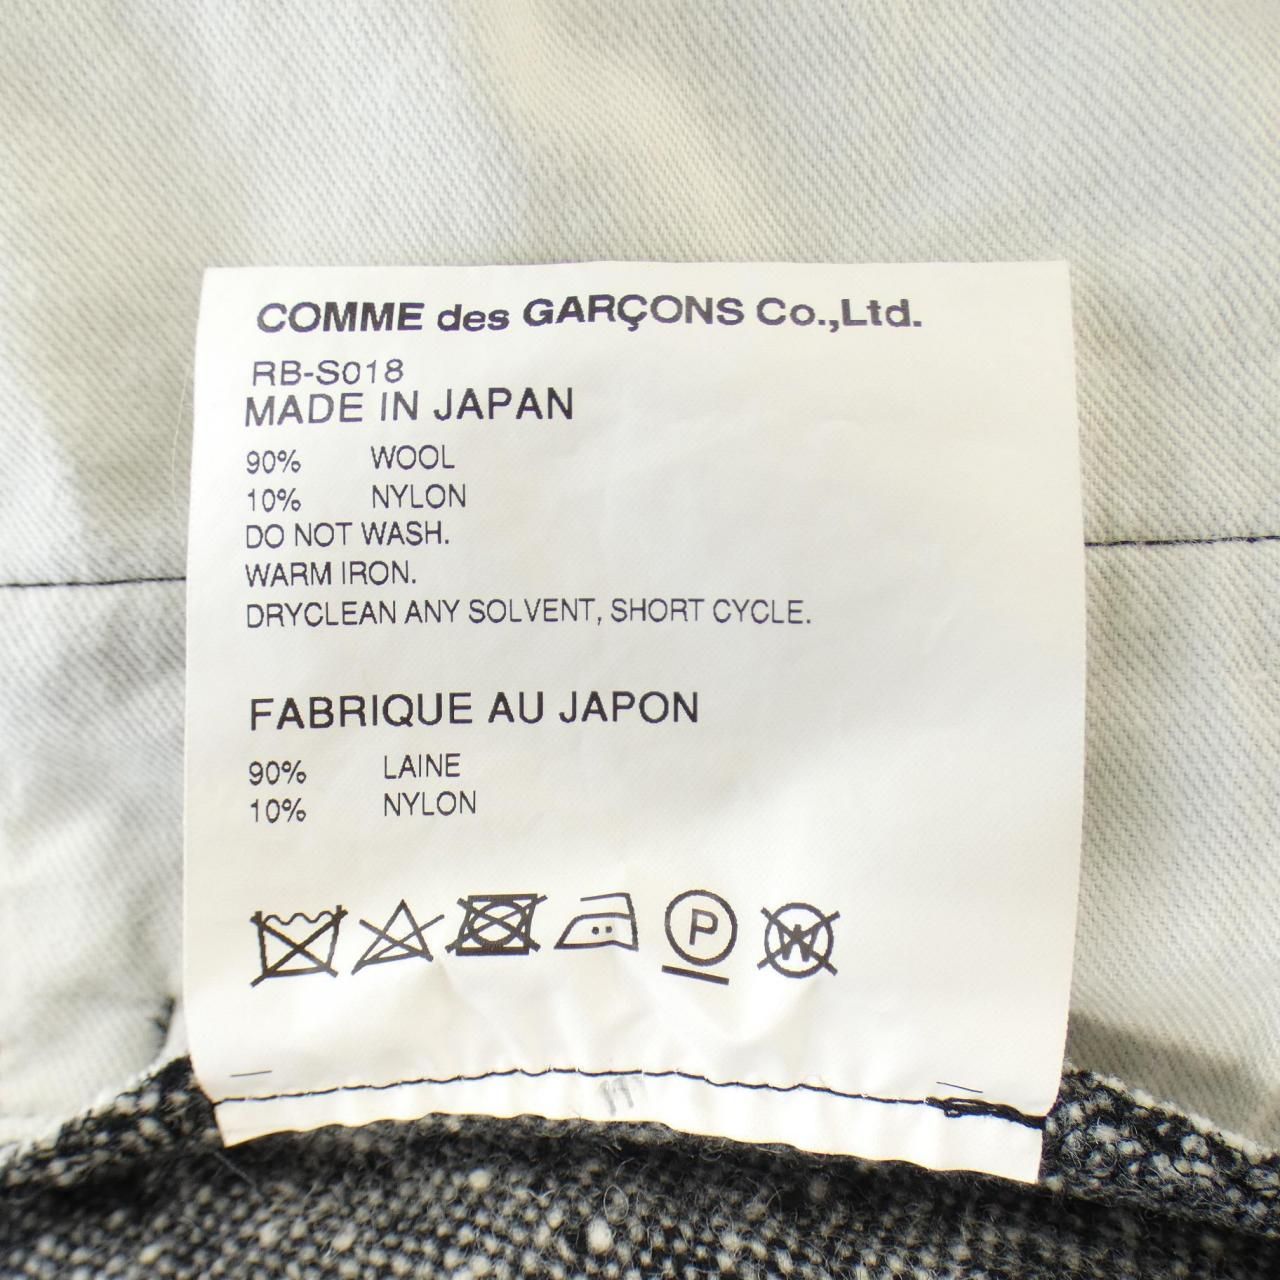 COMME des GARÇONS Co.,Ltd.
RB-S018
MADE IN JAPAN
90% WOOL
10% NYLON
DO NOT WASH.
WARM IRON.
DRYCLEAN ANY SOLVENT, SHORT CYCLE.
FABRIQUE AU JAPON
90% LAINE
10% NYLON
P W